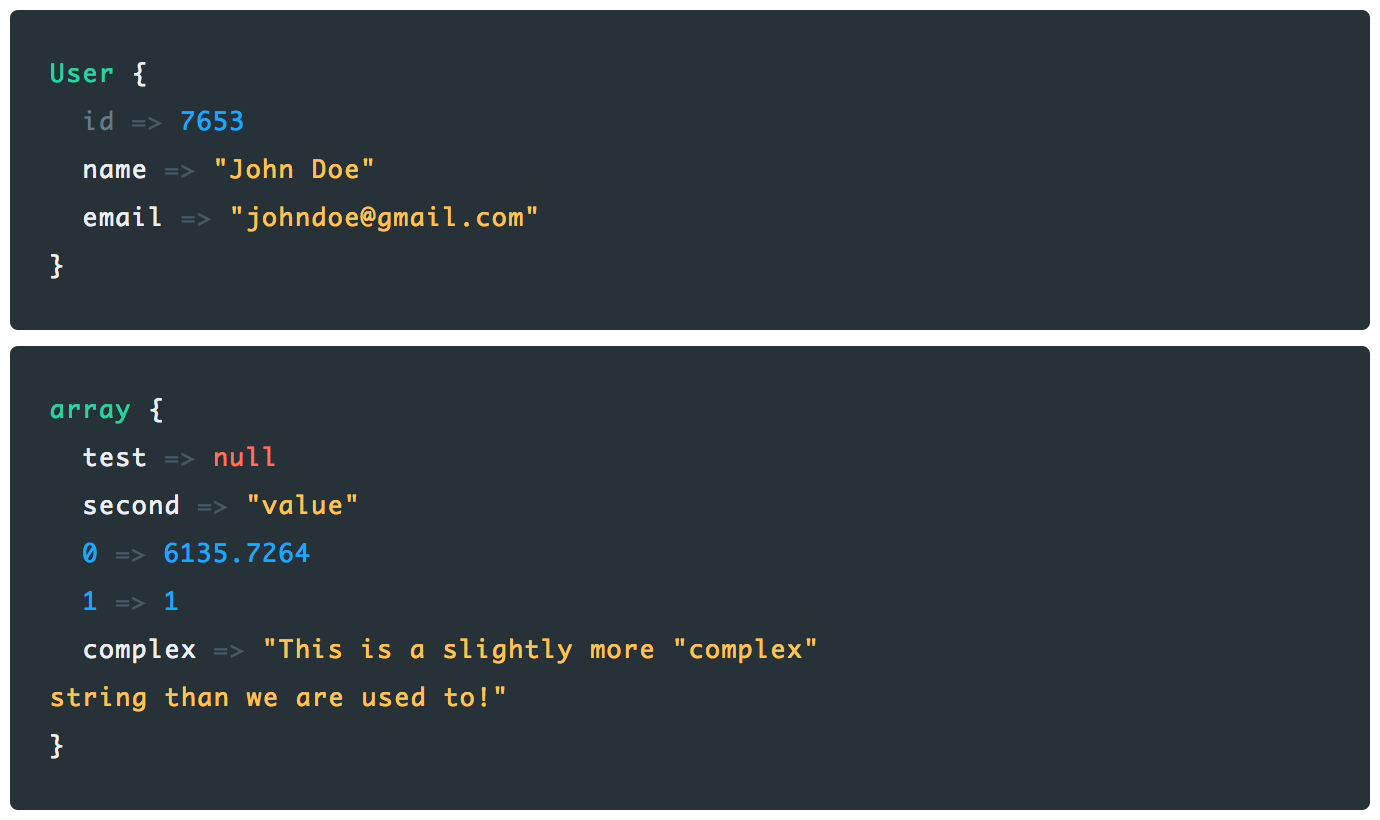 User {
  id => 7653
  name => "John Doe"
  email => "johndoe@gmail.com"
}
array {
  test => null
  second => "value"
  0 => 6135.7264
  1 => 1
  complex => "This is a slightly more "complex"
string than we are used to!"
}